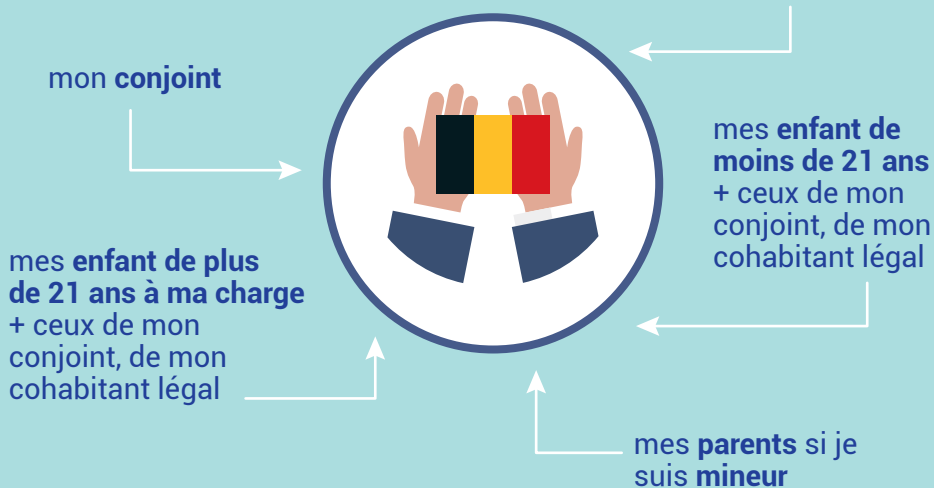 mon conjoint
mes enfant de
moins de 21 ans
+ ceux de mon
conjoint, de mon
cohabitant légal
mes enfant de plus
de 21 ans à ma charge
+ ceux de mon
conjoint, de mon
cohabitant légal
mes parents si je
suis mineur